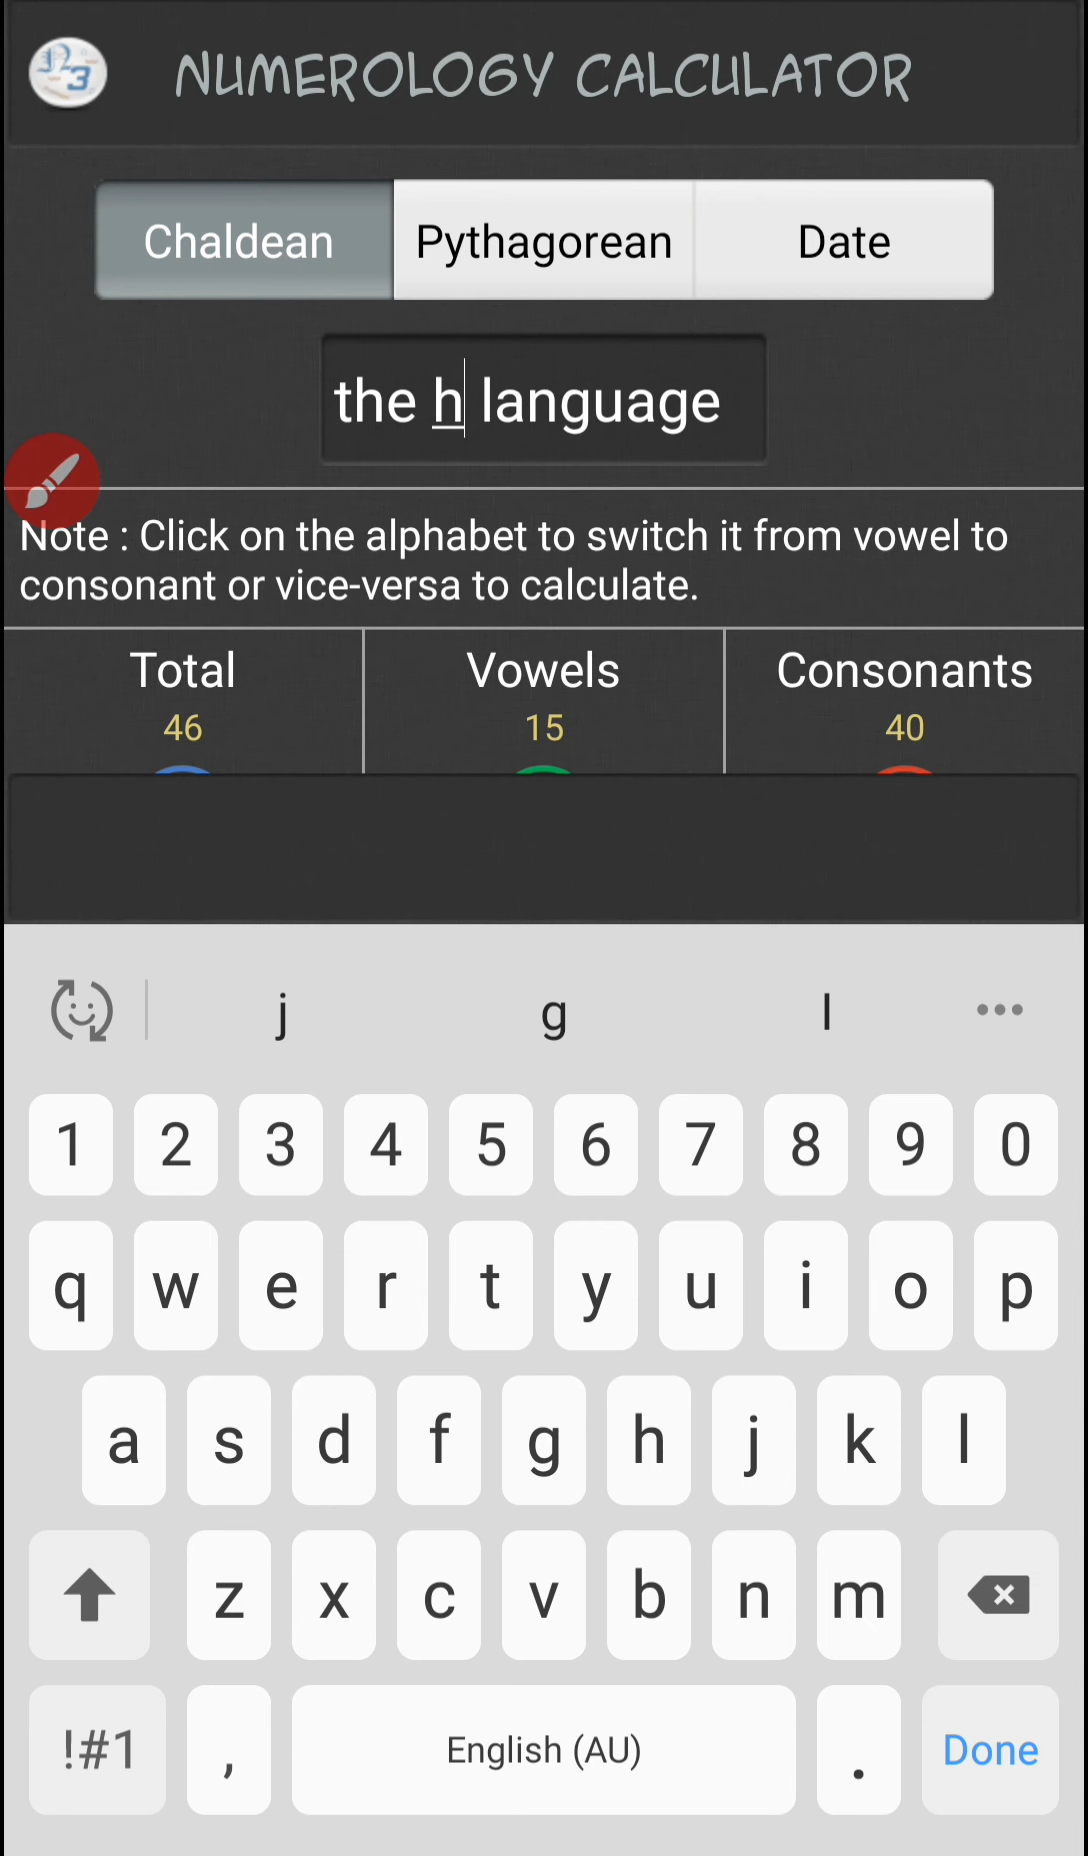 NUMEROLOGY CALCULATOR
Chaldean Pythagorean Date
the h language
Note : Click on the alphabet to switch it from vowel to
consonant or vice-versa to calculate.
Total Vowels Consonants
46 15 40
j g l
1 2 3 4 5 6 7 8 9 0
q w e r t y u i o p
a s d f g h j k l
z x c v b n m
!#1 , English (AU) . Done